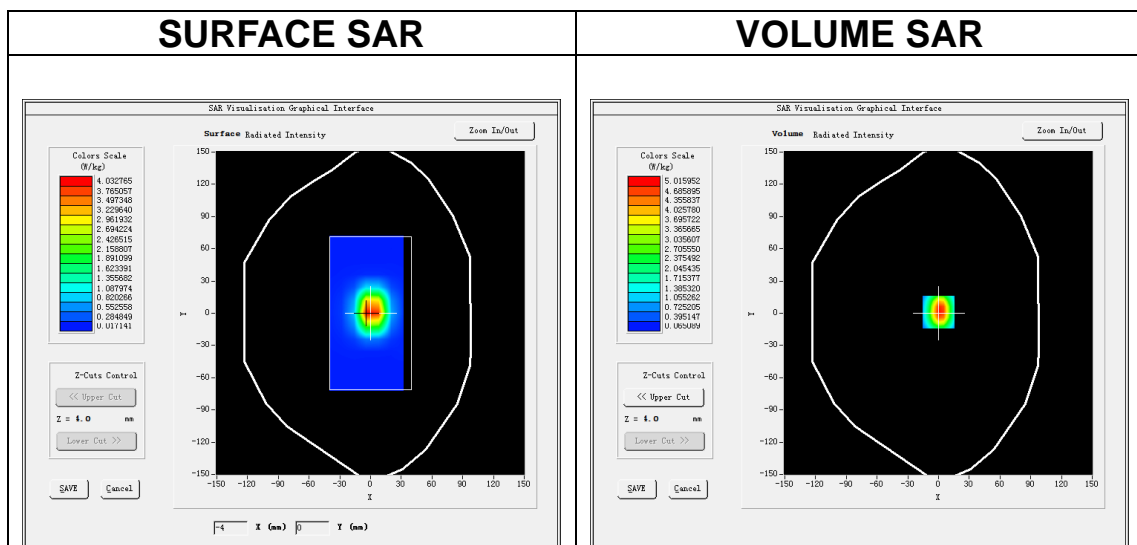 SURFACE SAR
VOLUME SAR
SAR Visualisation Graphical Interface
Surface Radiated Intensity
Zoom In/Out
Colors Scale
(W/kg)
4.032765
3.765057
3.497348
3.229640
2.961932
2.694224
2.426515
2.158807
1.891099
1.623391
1.355682
1.087974
0.820266
0.552558
0.284849
0.017141
Z-Cuts Control
<< Upper Cut
Z = 4.0 mm
Lower Cut >>
SAVE
Cancel
150
120
90
60
30
0
-30
-60
-90
-120
-150
Y
-150 -120 -90 -60 -30 0 30 60 90 120 150
X
-4 X (mm) 0 Y (mm)
SAR Visualisation Graphical Interface
Volume Radiated Intensity
Zoom In/Out
Colors Scale
(W/kg)
5.015952
4.685895
4.355837
4.025780
3.695722
3.365665
3.035607
2.705550
2.375492
2.045435
1.715377
1.385320
1.055262
0.725205
0.395147
0.065089
Z-Cuts Control
<< Upper Cut
Z = 4.0 mm
Lower Cut >>
SAVE
Cancel
150
120
90
60
30
0
-30
-60
-90
-120
-150
Y
-150 -120 -90 -60 -30 0 30 60 90 120 150
X